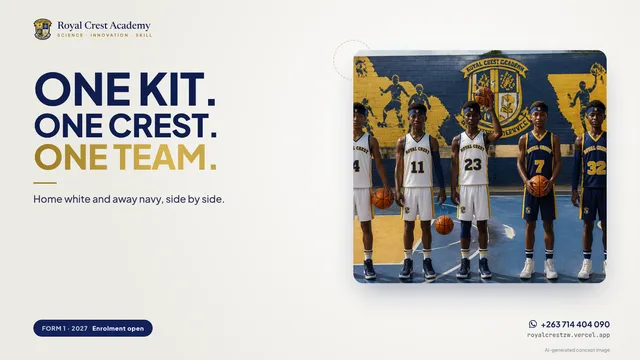 Royal Crest Academy
SCIENCE · INNOVATION · SKILL
ONE KIT.
ONE CREST.
ONE TEAM.
Home white and away navy, side by side.
ROYAL CREST ACADEMY
4
11
23
7
32
FORM 1 · 2027 Enrolment open
+263 714 404 090
royalcrestzw.vercel.app
AI-generated concept image